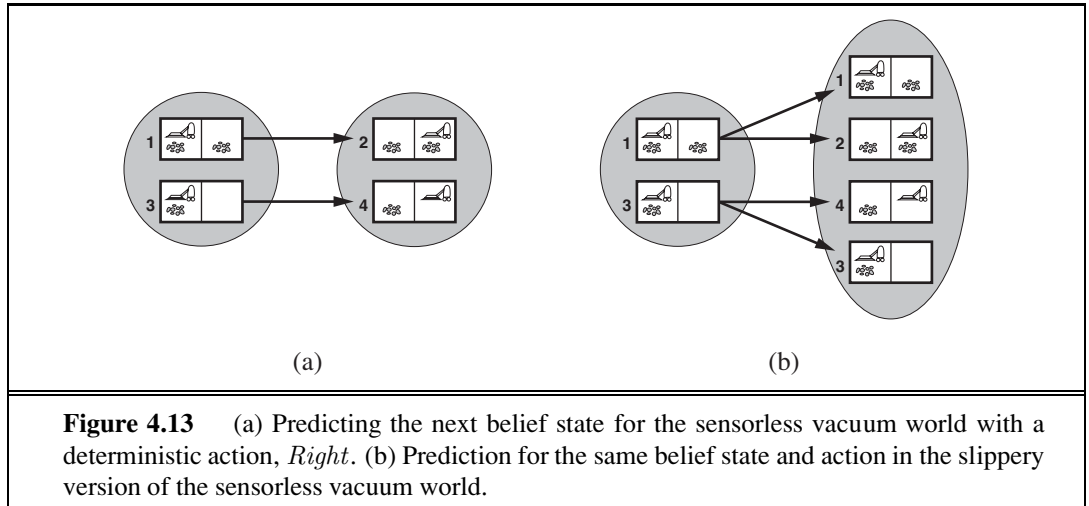 1
2
3
4
1
3
1
2
4
3
(a)
(b)
Figure 4.13 (a) Predicting the next belief state for the sensorless vacuum world with a
deterministic action, Right. (b) Prediction for the same belief state and action in the slippery
version of the sensorless vacuum world.